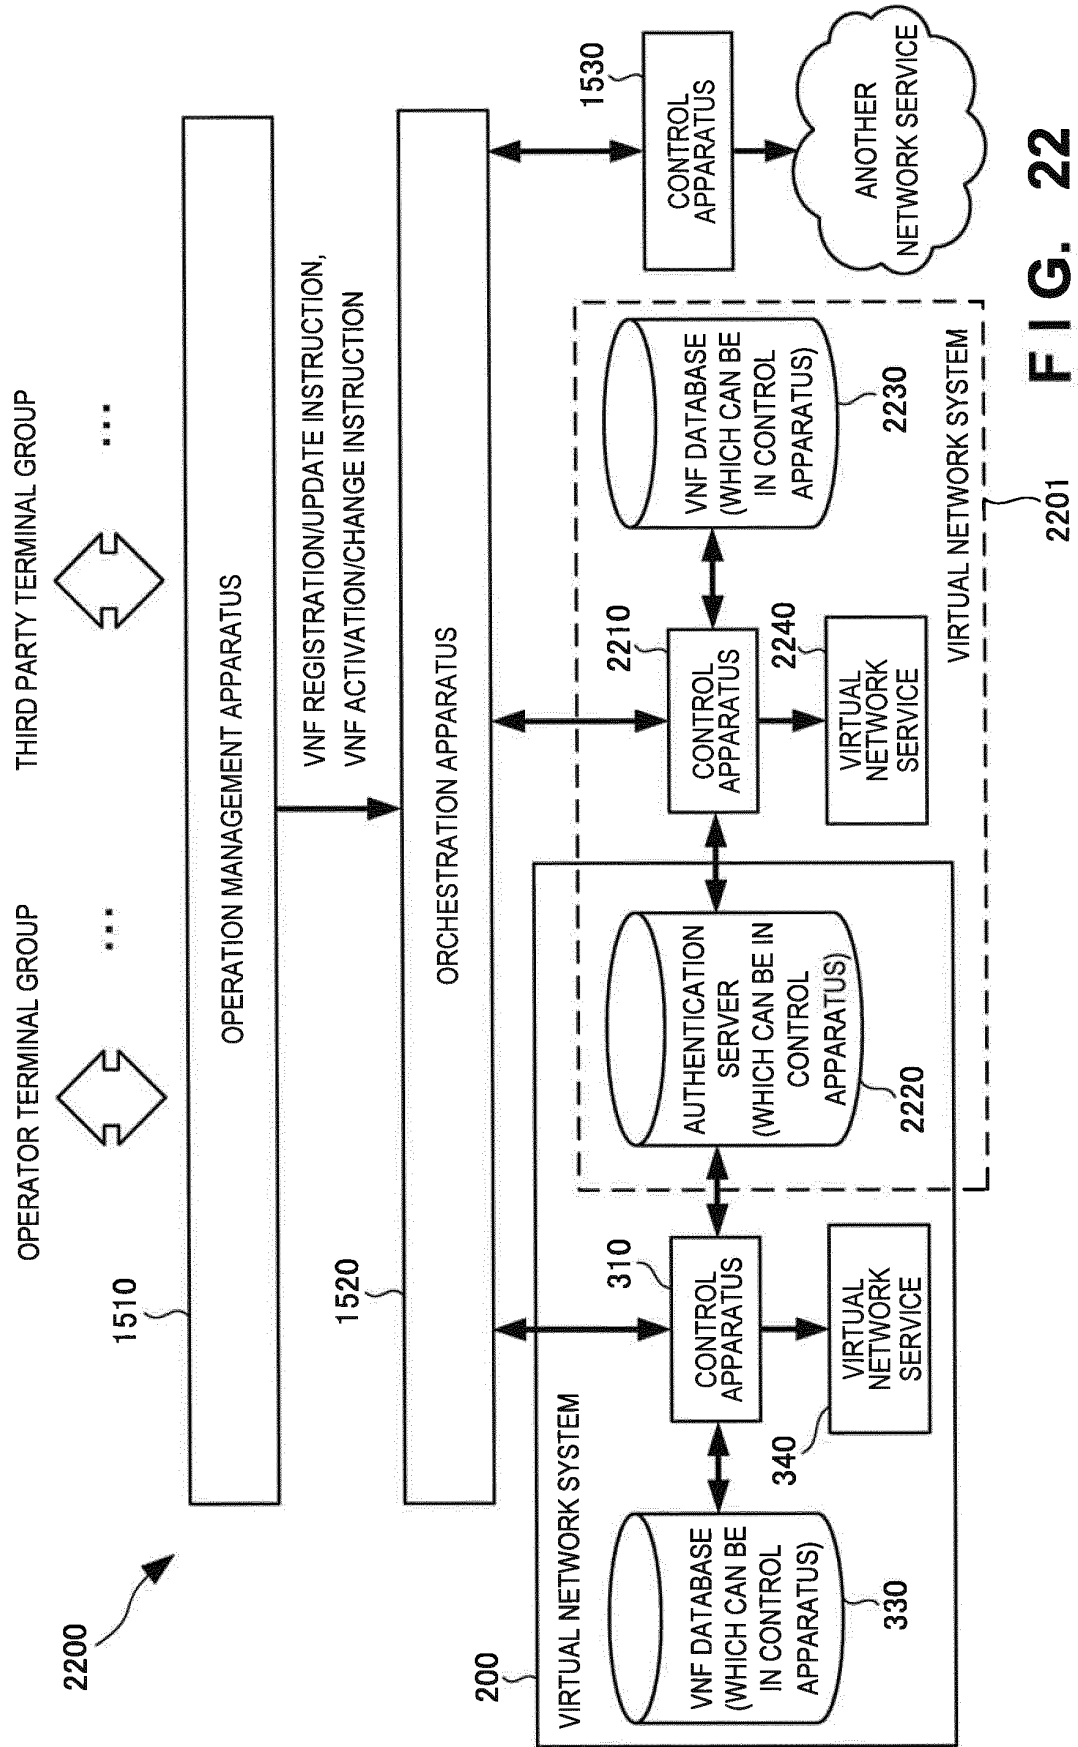 2200
OPERATOR TERMINAL GROUP
...
THIRD PARTY TERMINAL GROUP
...
1510
OPERATION MANAGEMENT APPARATUS
VNF REGISTRATION/UPDATE INSTRUCTION,
VNF ACTIVATION/CHANGE INSTRUCTION
1520
ORCHESTRATION APPARATUS
200
VIRTUAL NETWORK SYSTEM
VNF DATABASE
(WHICH CAN BE
IN CONTROL
APPARATUS)
330
310
CONTROL
APPARATUS
340
VIRTUAL
NETWORK
SERVICE
AUTHENTICATION
SERVER
(WHICH CAN BE IN
CONTROL
APPARATUS)
2220
2210
CONTROL
APPARATUS
2240
VIRTUAL
NETWORK
SERVICE
VNF DATABASE
(WHICH CAN BE
IN CONTROL
APPARATUS)
2230
VIRTUAL NETWORK SYSTEM
2201
1530
CONTROL
APPARATUS
ANOTHER
NETWORK SERVICE
FIG. 22